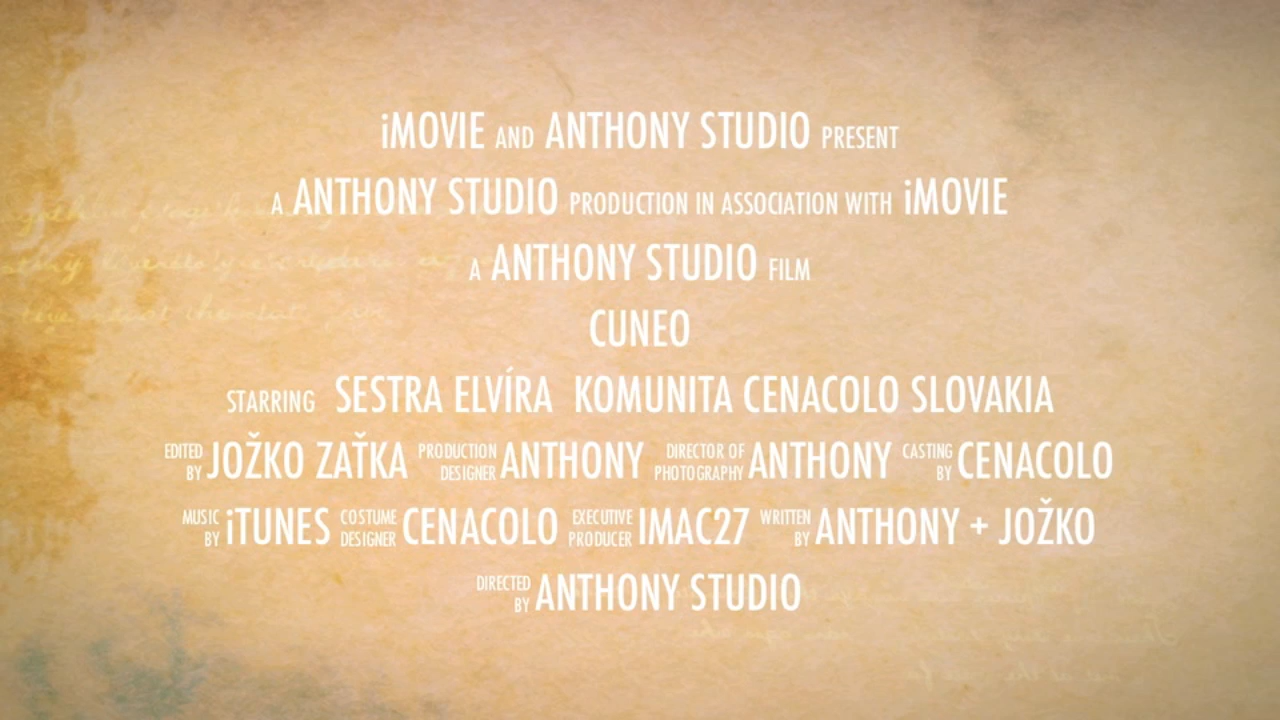 iMOVIE AND ANTHONY STUDIO PRESENT
A ANTHONY STUDIO PRODUCTION IN ASSOCIATION WITH iMOVIE
A ANTHONY STUDIO FILM
CUNEO
STARRING SESTRA ELVÍRA KOMUNITA CENACOLO SLOVAKIA
EDITED BY JOŽKO ZAŤKA PRODUCTION DESIGNER ANTHONY DIRECTOR OF PHOTOGRAPHY ANTHONY CASTING BY CENACOLO
MUSIC BY iTUNES COSTUME DESIGNER CENACOLO EXECUTIVE PRODUCER IMAC27 WRITTEN BY ANTHONY + JOŽKO
DIRECTED BY ANTHONY STUDIO